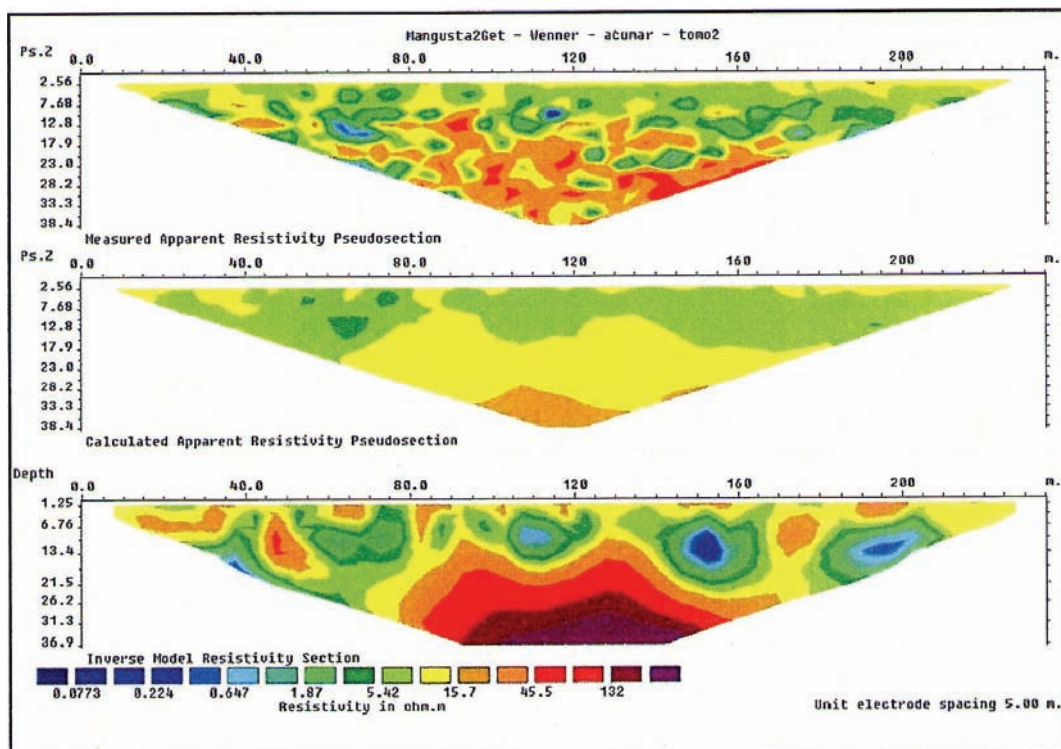 Mangusta2Get - Wenner - acumar - tomo2
Ps.Z 0.0 40.0 80.0 120 160 200 m.
2.56
7.68
12.8
17.9
23.0
28.2
33.3
38.4
Measured Apparent Resistivity Pseudosection
Ps.Z 0.0 40.0 80.0 120 160 200 m.
2.56
7.68
12.8
17.9
23.0
28.2
33.3
38.4
Calculated Apparent Resistivity Pseudosection
Depth 0.0 40.0 80.0 120 160 200 m.
1.25
6.76
13.4
21.5
26.2
31.3
36.9
Inverse Model Resistivity Section
0.0773 0.224 0.647 1.87 5.42 15.7 45.5 132
Resistivity in ohm.m
Unit electrode spacing 5.00 m.